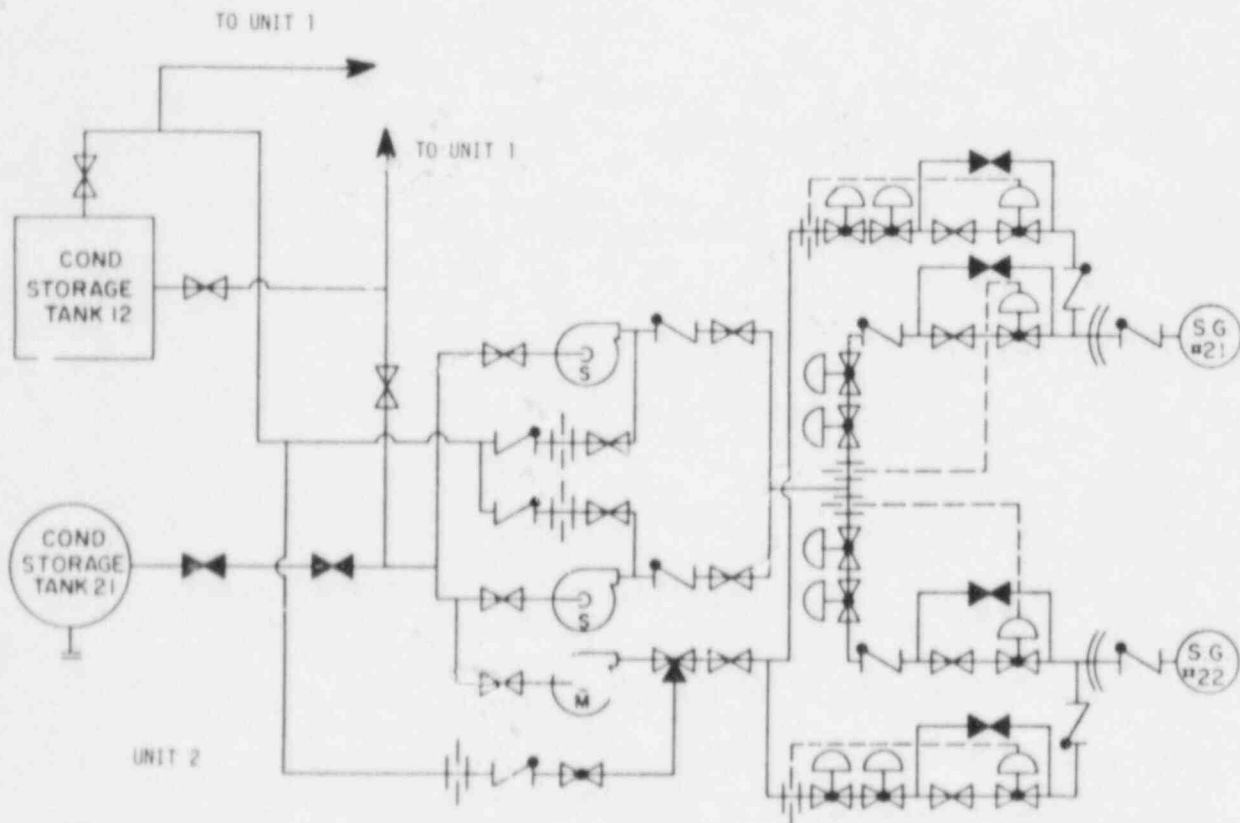 TO UNIT 1
TO UNIT 1
COND
STORAGE
TANK 12
S
S.G
#21
COND
STORAGE
TANK 21
S
M
S.G
#22
UNIT 2